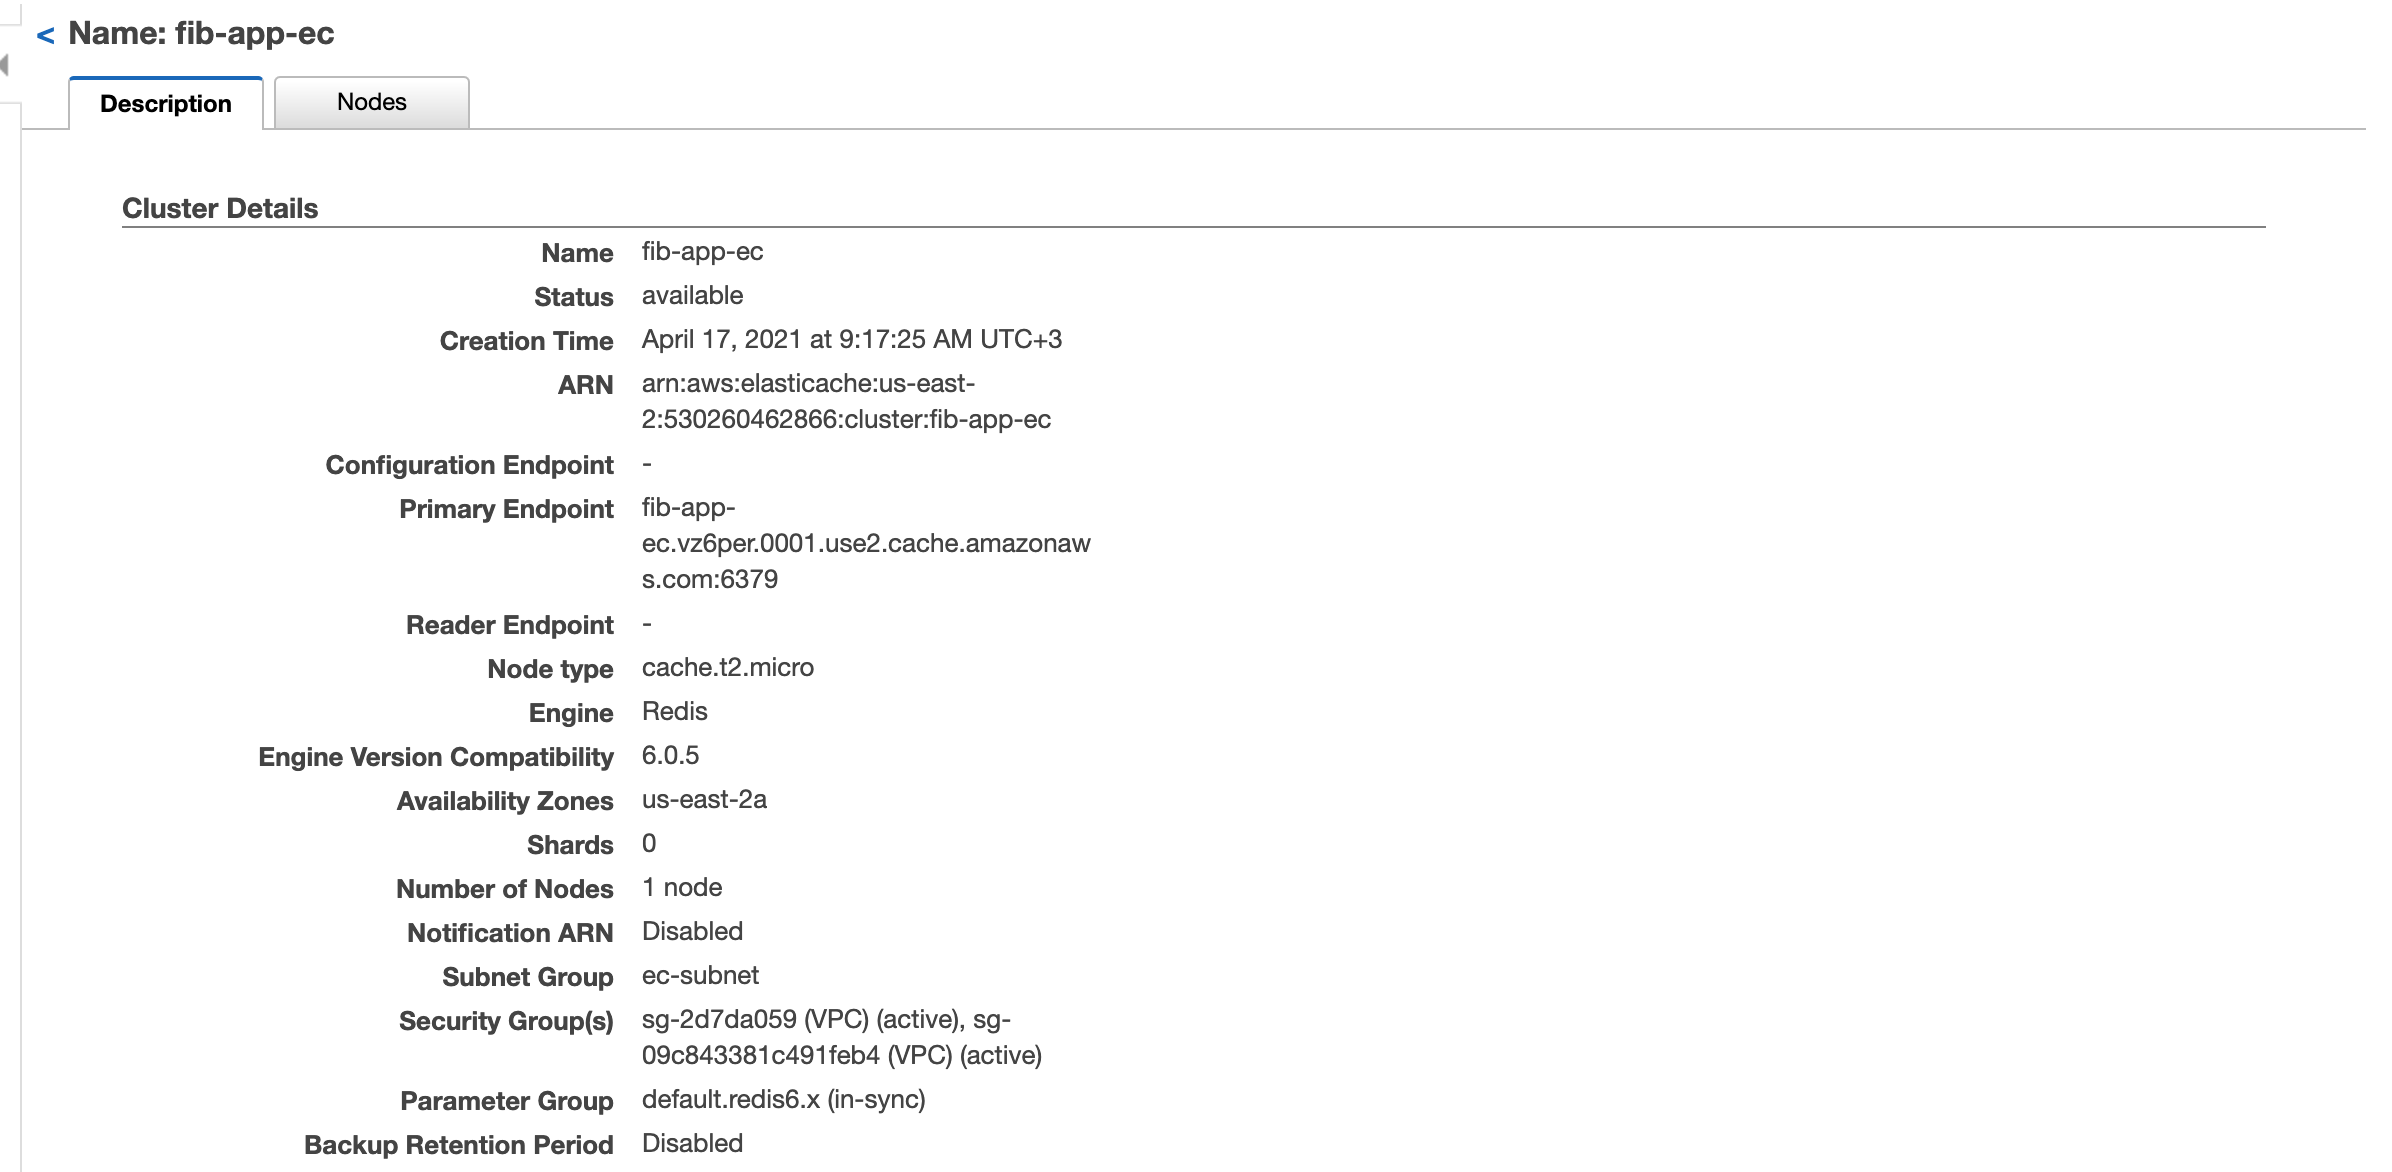 < Name: fib-app-ec
Description Nodes
Cluster Details
Name fib-app-ec
Status available
Creation Time April 17, 2021 at 9:17:25 AM UTC+3
ARN arn:aws:elasticache:us-east-
2:530260462866:cluster:fib-app-ec
Configuration Endpoint -
Primary Endpoint fib-app-
ec.vz6per.0001.use2.cache.amazonaw
s.com:6379
Reader Endpoint -
Node type cache.t2.micro
Engine Redis
Engine Version Compatibility 6.0.5
Availability Zones us-east-2a
Shards 0
Number of Nodes 1 node
Notification ARN Disabled
Subnet Group ec-subnet
Security Group(s) sg-2d7da059 (VPC) (active), sg-
09c843381c491feb4 (VPC) (active)
Parameter Group default.redis6.x (in-sync)
Backup Retention Period Disabled